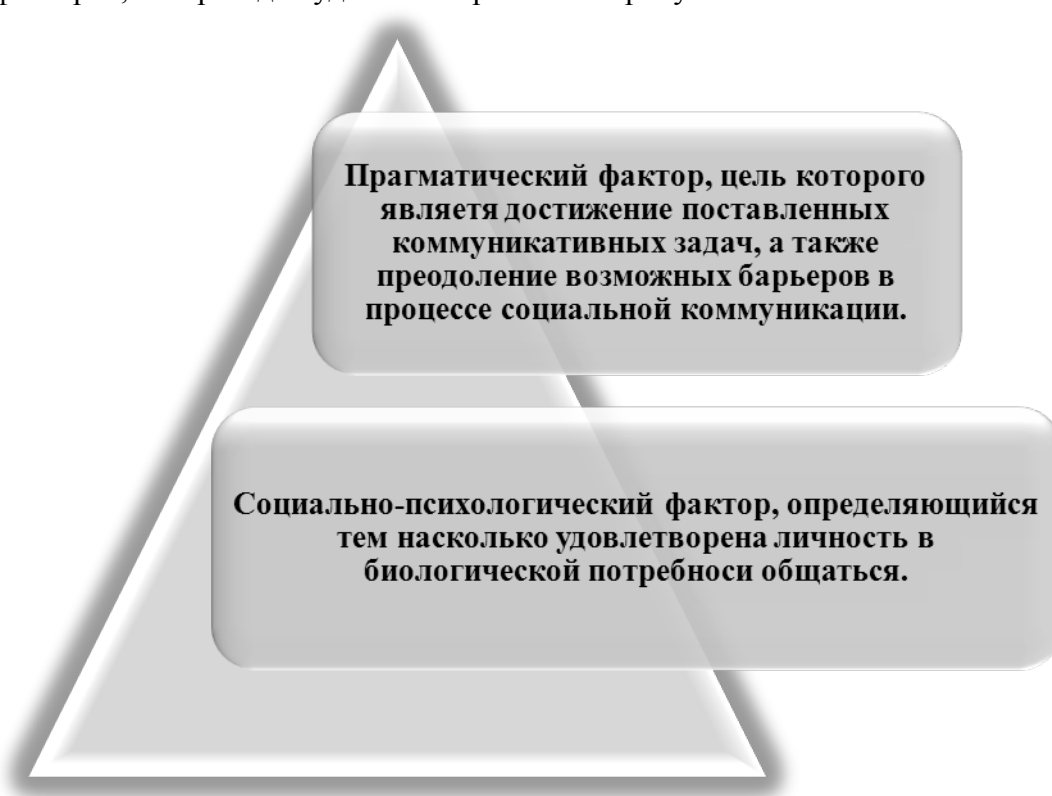 Прагматический фактор, цель которого
являетя достижение поставленных
коммуникативных задач, а также
преодоление возможных барьеров в
процессе социальной коммуникации.
Социально-психологический фактор, определяющийся
тем насколько удовлетворена личность в
биологической потребноси общаться.